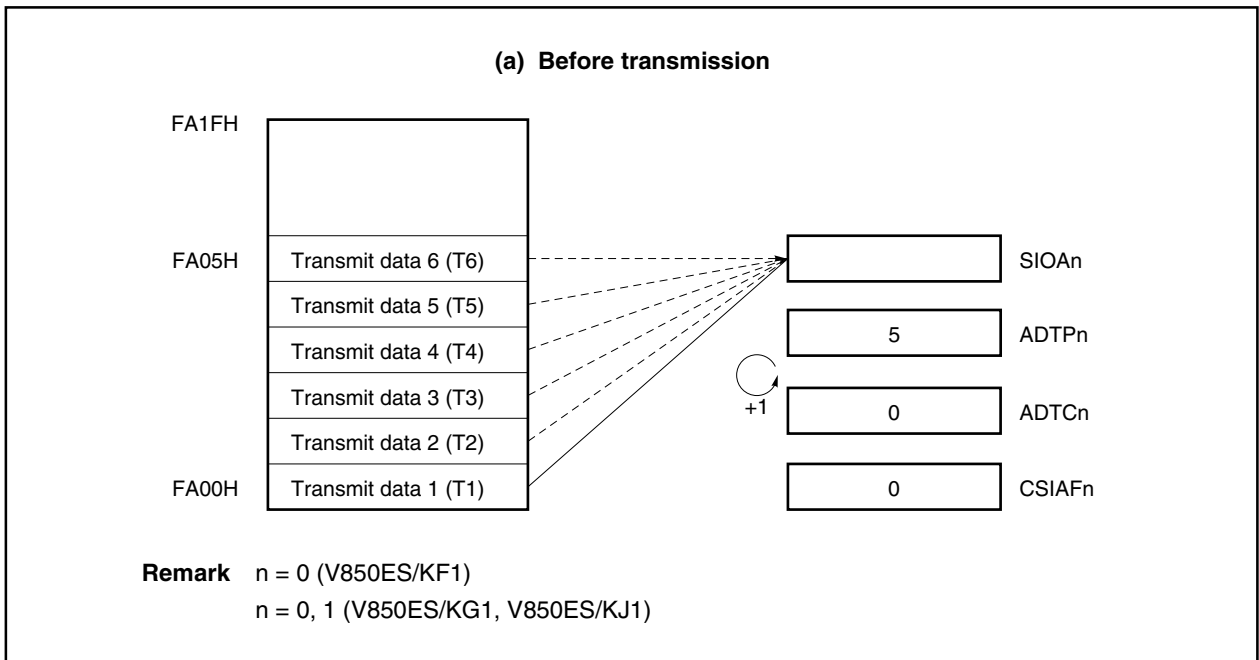 (a) Before transmission
FA1FH
FA05H
Transmit data 6 (T6)
SIOAn
Transmit data 5 (T5)
5
ADTPn
Transmit data 4 (T4)
Transmit data 3 (T3)
+1
0
ADTCn
Transmit data 2 (T2)
FA00H
Transmit data 1 (T1)
0
CSIAFn
Remark n = 0 (V850ES/KF1)
n = 0, 1 (V850ES/KG1, V850ES/KJ1)